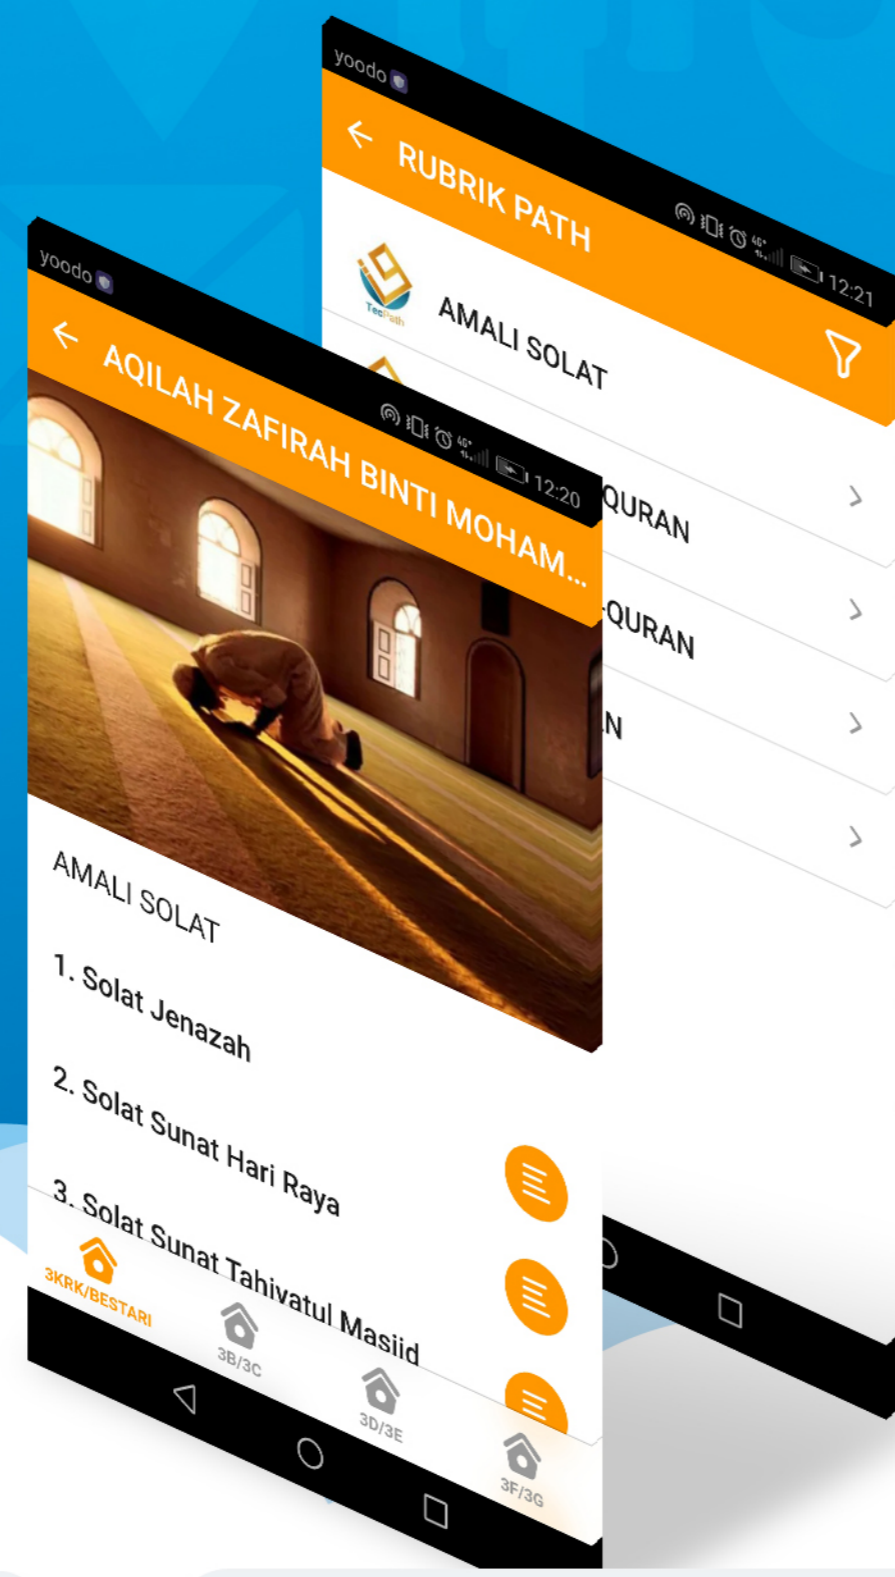 yoodo
12:21
RUBRIK PATH
TecPath
AMALI SOLAT
QURAN
-QURAN
N
yoodo
12:20
AQILAH ZAFIRAH BINTI MOHAM...
AMALI SOLAT
1. Solat Jenazah
2. Solat Sunat Hari Raya
3. Solat Sunat Tahiyatul Masjid
3KRK/BESTARI
3B/3C
3D/3E
3F/3G